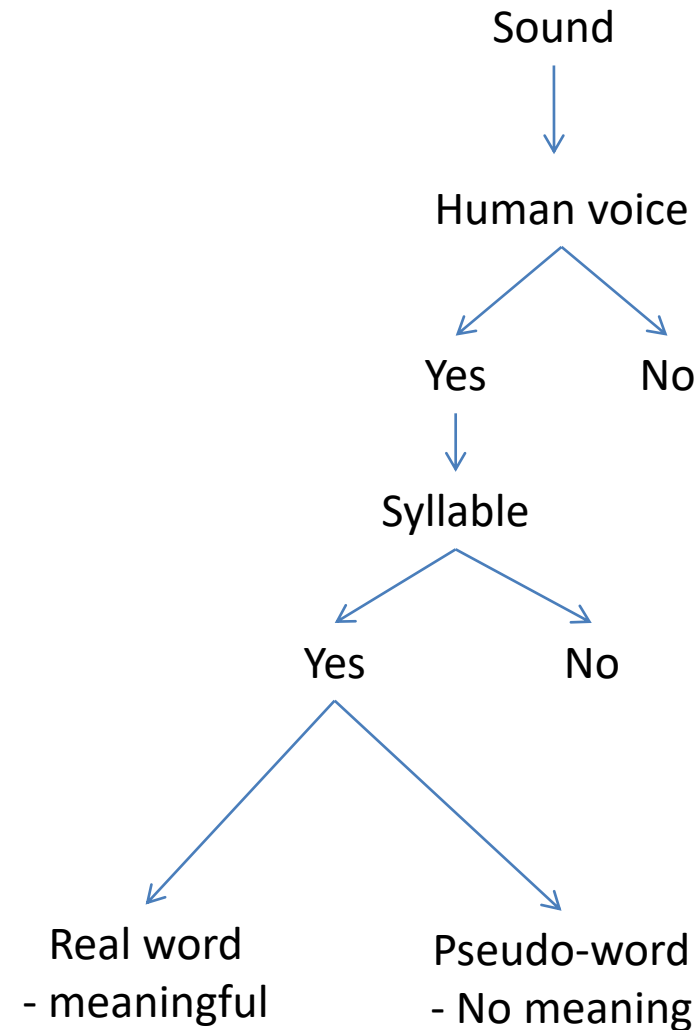 Sound
Human voice
Yes
No
Syllable
Yes
No
Real word
- meaningful
Pseudo-word
- No meaning